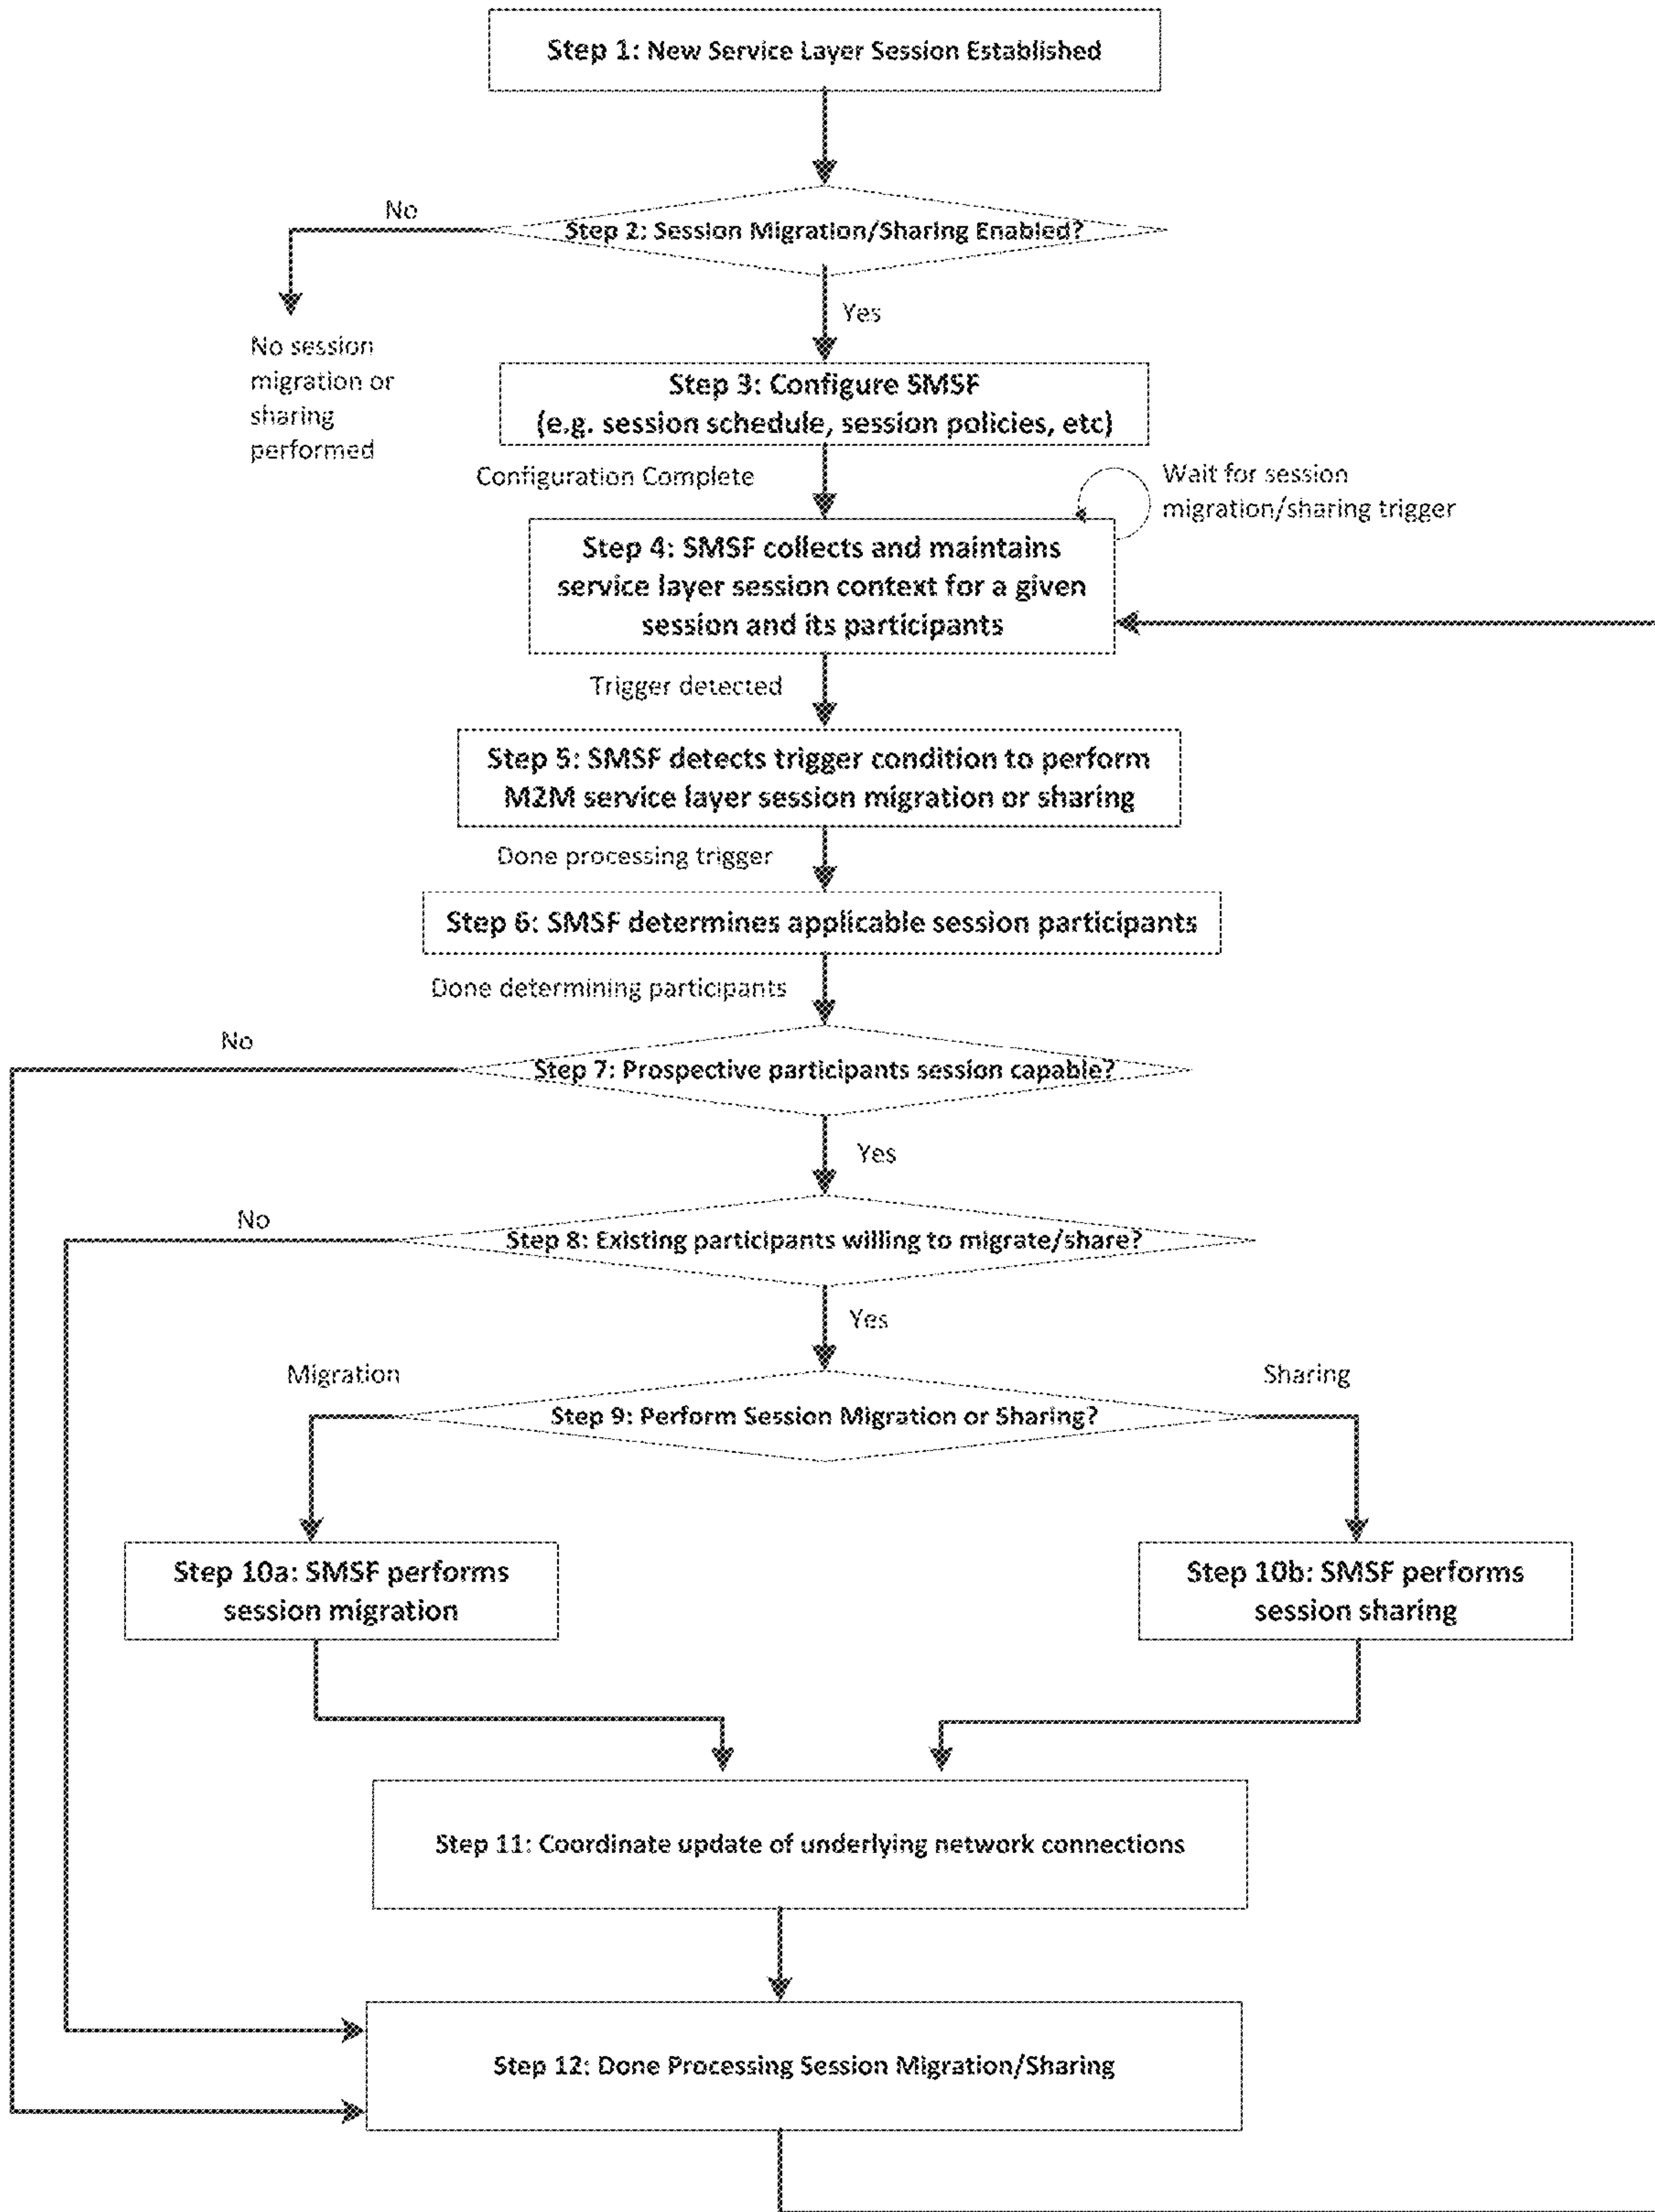 Step 1: New Service Layer Session Established
No
Step 2: Session Migration/Sharing Enabled?
Yes
No session
migration or
sharing
performed
Step 3: Configure SMSF
(e.g. session schedule, session policies, etc)
Configuration Complete
Wait for session
migration/sharing trigger
Step 4: SMSF collects and maintains
service layer session context for a given
session and its participants
Trigger detected
Step 5: SMSF detects trigger condition to perform
M2M service layer session migration or sharing
Done processing trigger
Step 6: SMSF determines applicable session participants
Done determining participants
No
Step 7: Prospective participants session capable?
Yes
No
Step 8: Existing participants willing to migrate/share?
Yes
Migration
Sharing
Step 9: Perform Session Migration or Sharing?
Step 10a: SMSF performs
session migration
Step 10b: SMSF performs
session sharing
Step 11: Coordinate update of underlying network connections
Step 12: Done Processing Session Migration/Sharing